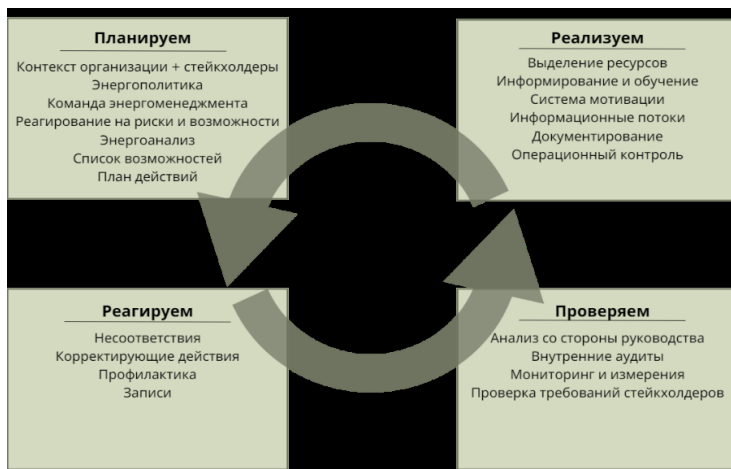 Планируем
Контекст организации + стейкхолдеры
Энергополитика
Команда энергоменеджмента
Реагирование на риски и возможности
Энергоанализ
Список возможностей
План действий
Реализуем
Выделение ресурсов
Информирование и обучение
Система мотивации
Информационные потоки
Документирование
Операционный контроль
Реагируем
Несоответствия
Корректирующие действия
Профилактика
Записи
Проверяем
Анализ со стороны руководства
Внутренние аудиты
Мониторинг и измерения
Проверка требований стейкхолдеров